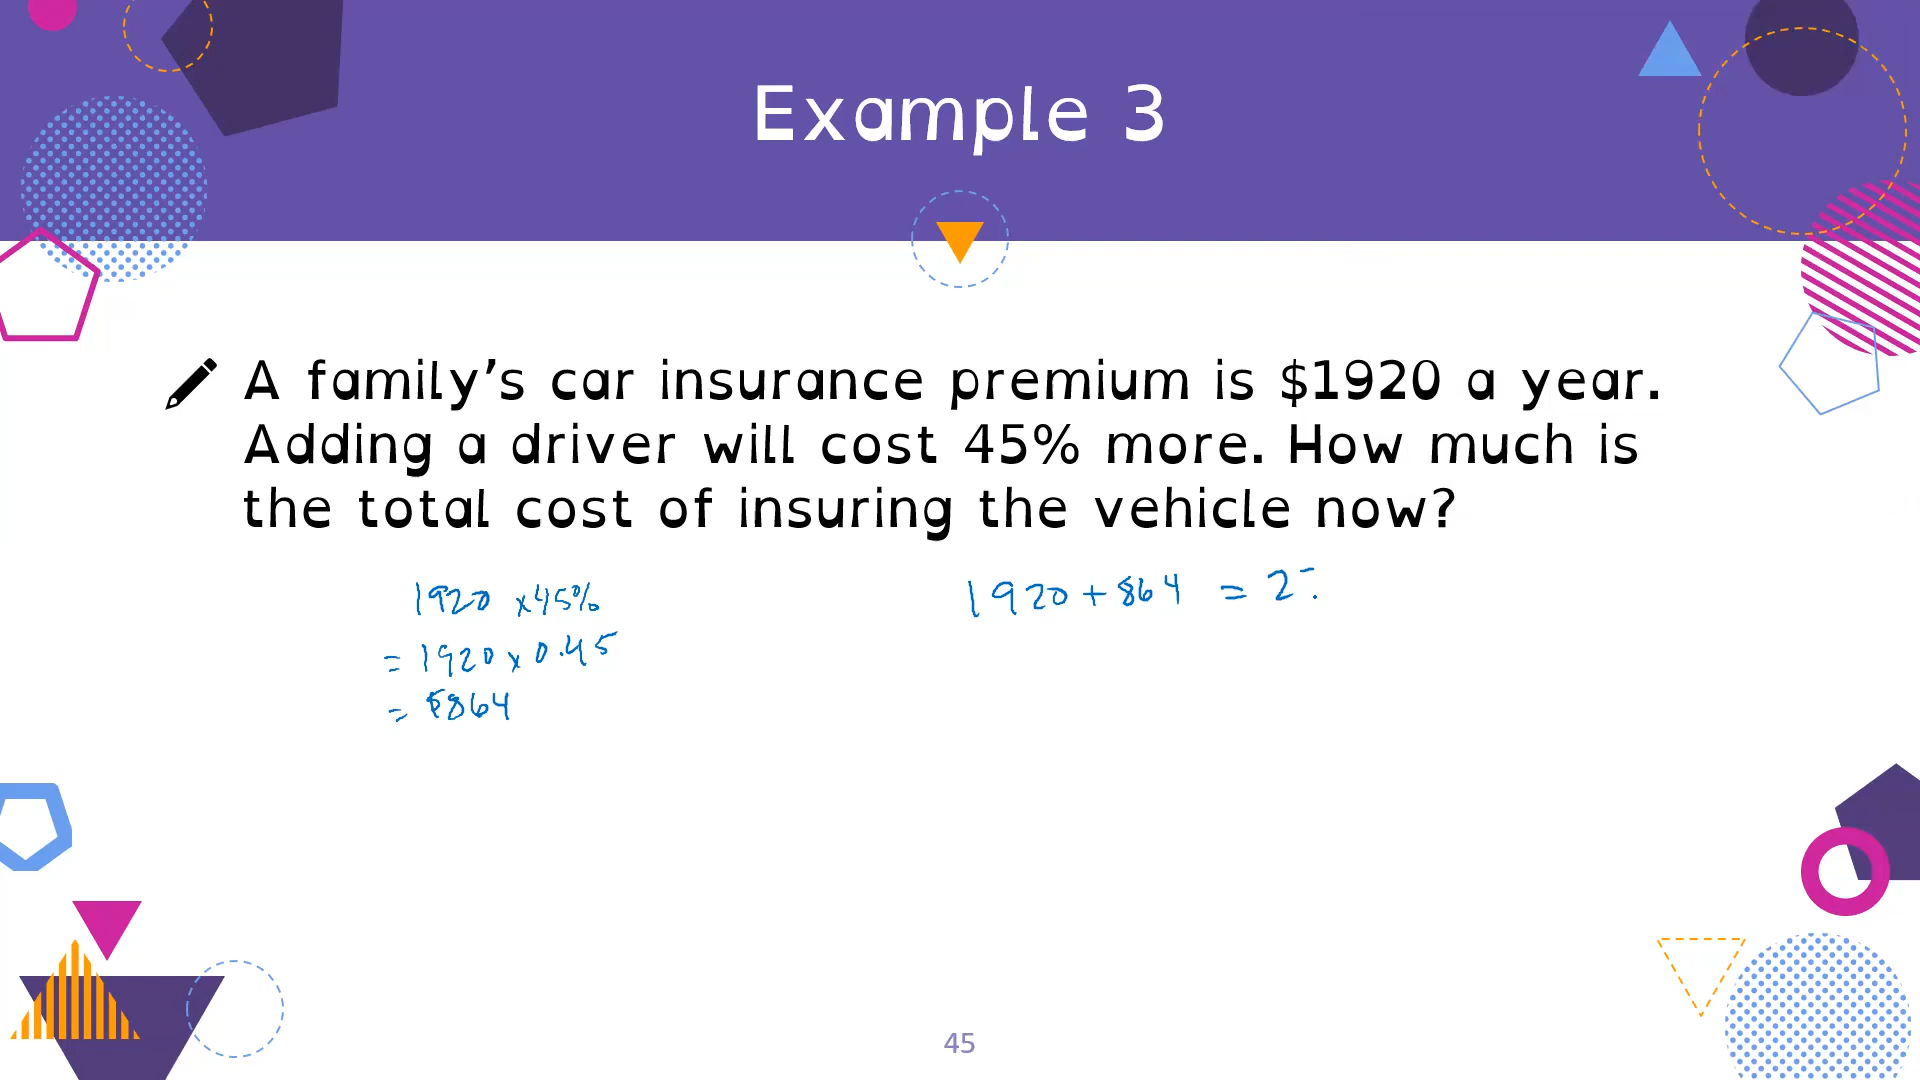 Example 3
A family’s car insurance premium is $1920 a year.
Adding a driver will cost 45% more. How much is
the total cost of insuring the vehicle now?
1920 x45%
= 1920 x 0.45
= $864
1920 + 864 = 2
45